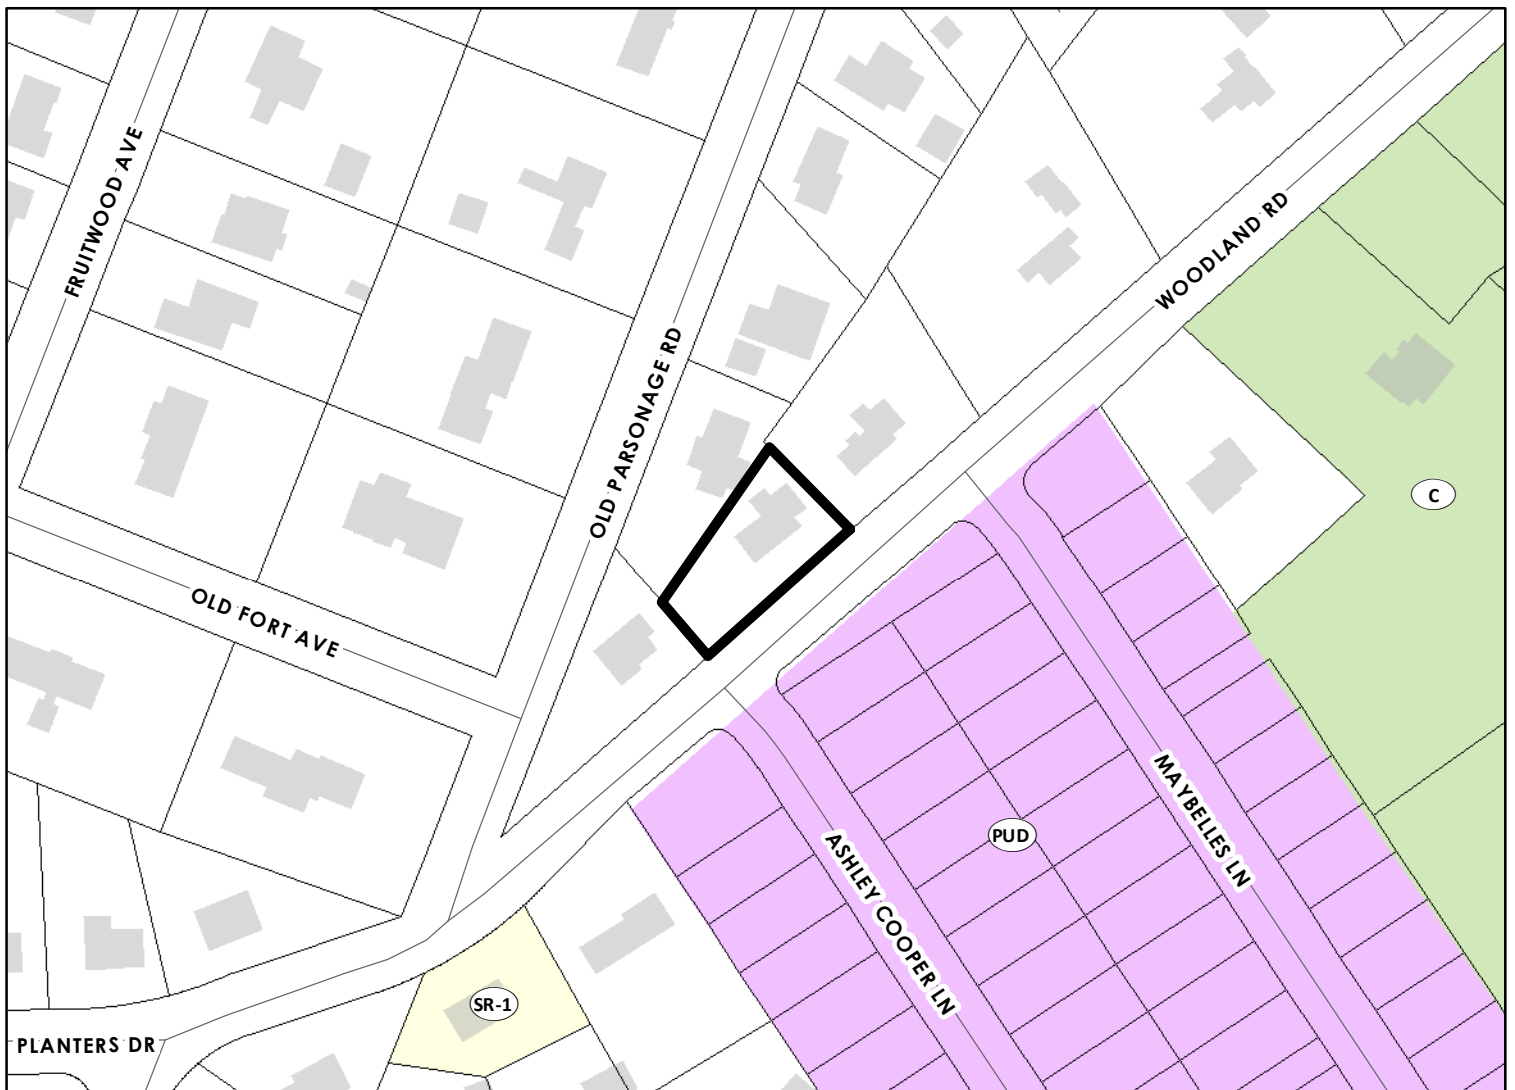 FRUITWOOD AVE
WOODLAND RD
OLD PARSONAGE RD
C
OLD FORT AVE
MAYBELLES LN
PUD
ASHLEY COOPER LN
SR-1
PLANTERS DR